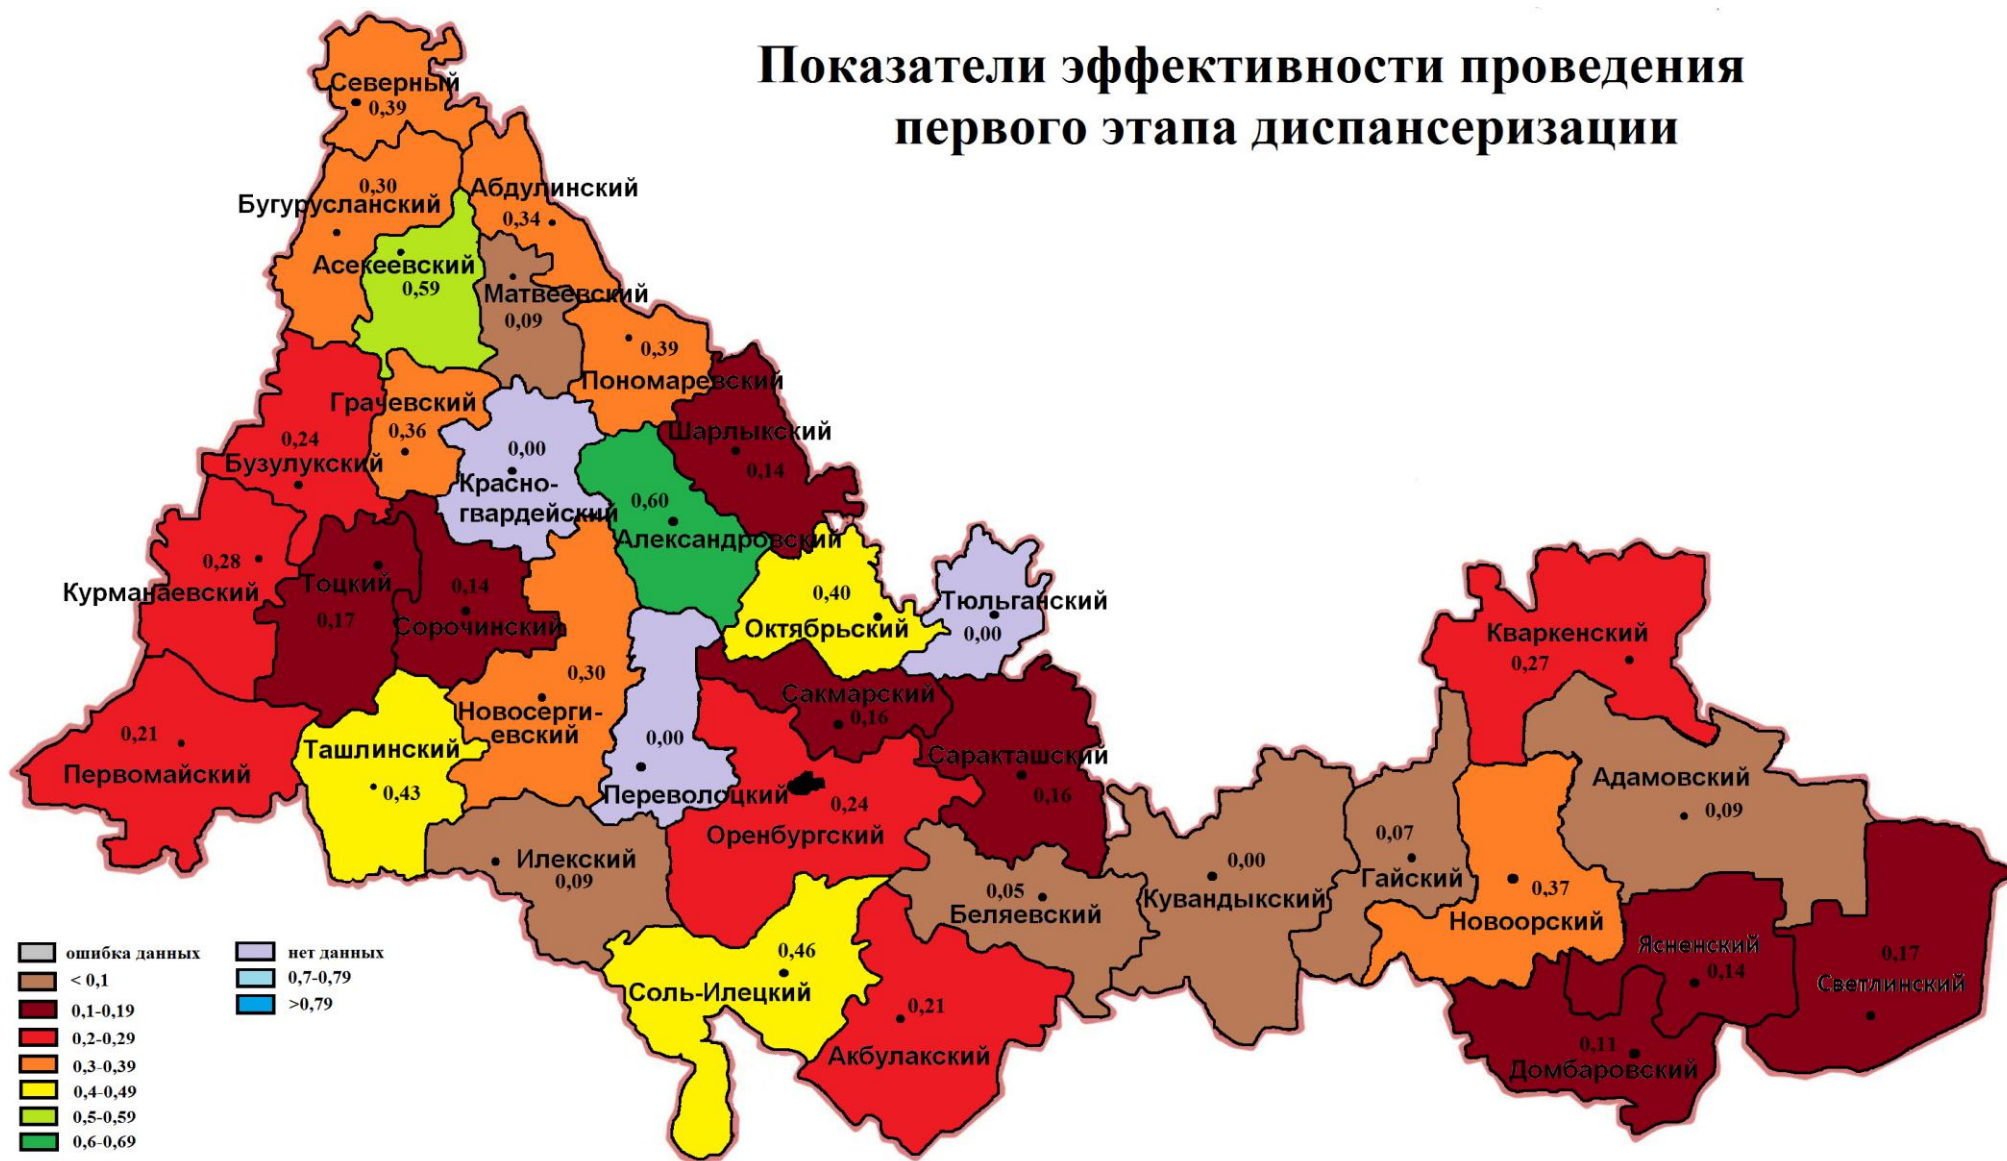 Показатели эффективности проведения
первого этапа диспансеризации
Северный
0,39
0,30
Бугурусланский
Абдулинский
0,34
Асекеевский
0,59
Матвеевский
0,09
0,39
Пономаревский
Грачевский
0,36
0,24
Бузулукский
0,00
Красно-
гвардейский
Шарлыкский
0,14
0,60
Александровский
0,28
Курманаевский
Тоцкий
0,17
0,14
Сорочинский
0,40
Октябрьский
Тюльганский
0,00
Кваркенский
0,27
0,30
Новосерги-
евский
Сакмарский
0,16
0,21
Первомайский
Ташлинский
0,43
0,00
Переволоцкий
0,24
Оренбургский
Саракташский
0,16
Адамовский
0,09
Илекский
0,09
0,05
Беляевский
0,00
Кувандыкский
0,07
Гайский
0,37
Новоорский
0,46
Соль-Илецкий
0,21
Акбулакский
Ясненский
0,14
0,17
Светлинский
0,11
Домбаровский
ошибка данных
< 0,1
0,1-0,19
0,2-0,29
0,3-0,39
0,4-0,49
0,5-0,59
0,6-0,69
нет данных
0,7-0,79
>0,79